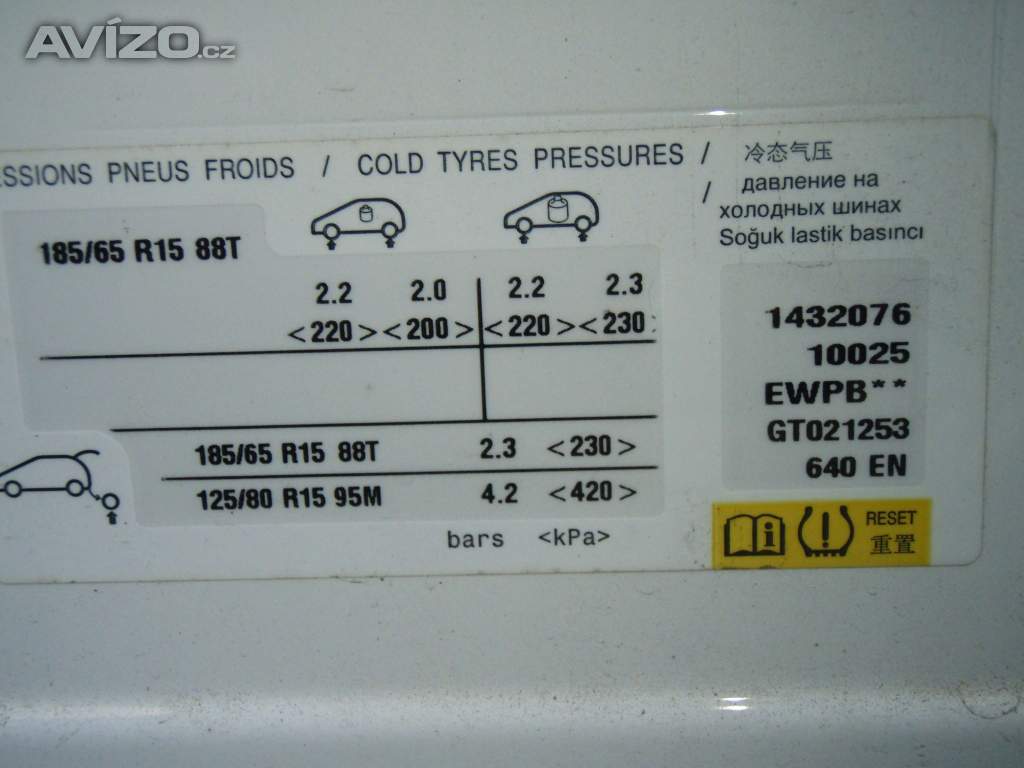 AVÍZO.cz
ESSIONS PNEUS FROIDS / COLD TYRES PRESSURES / 冷态气压
/ давление на
холодных шинах
Soğuk lastik basıncı
185/65 R15 88T
2.2 2.0 2.2 2.3
<220> <200> <220> <230>
185/65 R15 88T 2.3 <230>
125/80 R15 95M 4.2 <420>
bars <kPa>
1432076
10025
EWPB**
GT021253
640 EN
RESET
重置